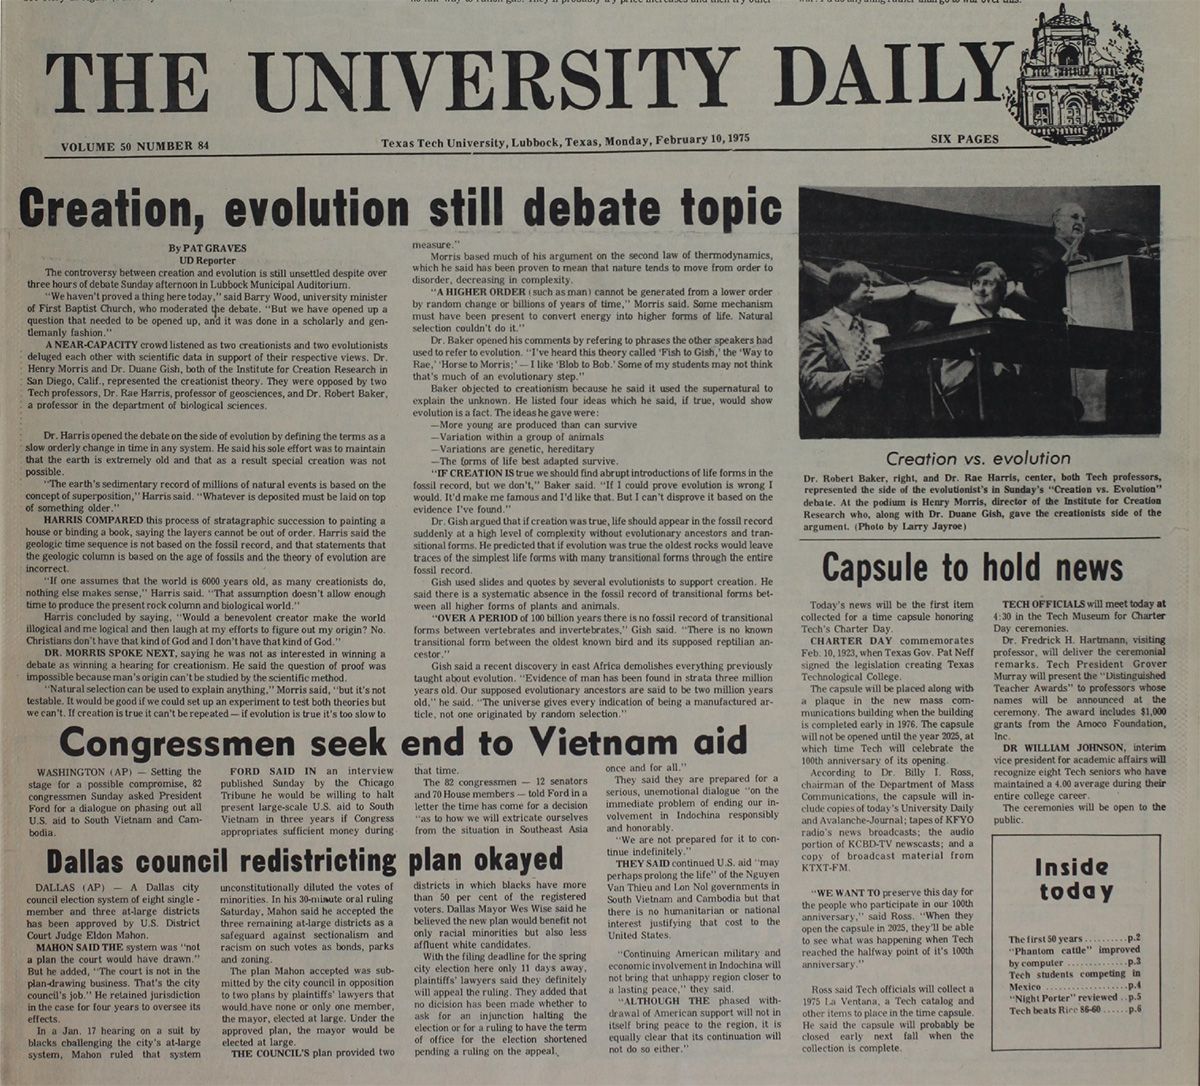 THE UNIVERSITY DAILY
VOLUME 50 NUMBER 84
Texas Tech University, Lubbock, Texas, Monday, February 10, 1975
SIX PAGES
Creation, evolution still debate topic
By PAT GRAVES
UD Reporter
The controversy between creation and evolution is still unsettled despite over
three hours of debate Sunday afternoon in Lubbock Municipal Auditorium.
"We haven't proved a thing here today," said Barry Wood, university minister
of First Baptist Church, who moderated the debate. "But we have opened up a
question that needed to be opened up, and it was done in a scholarly and gen-
tlemanly fashion."
A NEAR-CAPACITY crowd listened as two creationists and two evolutionists
deluged each other with scientific data in support of their respective views. Dr.
Henry Morris and Dr. Duane Gish, both of the Institute for Creation Research in
San Diego, Calif., represented the creationist theory. They were opposed by two
Tech professors, Dr. Rae Harris, professor of geosciences, and Dr. Robert Baker,
a professor in the department of biological sciences.
Dr. Harris opened the debate on the side of evolution by defining the terms as a
slow orderly change in time in any system. He said his sole effort was to maintain
that the earth is extremely old and that as a result special creation was not
possible.
"The earth's sedimentary record of millions of natural events is based on the
concept of superposition," Harris said. "Whatever is deposited must be laid on top
of something older."
HARRIS COMPARED this process of stratagraphic succession to painting a
house or binding a book, saying the layers cannot be out of order. Harris said the
geologic time sequence is not based on the fossil record, and that statements that
the geologic column is based on the age of fossils and the theory of evolution are
incorrect.
"If one assumes that the world is 6000 years old, as many creationists do,
nothing else makes sense," Harris said. "That assumption doesn't allow enough
time to produce the present rock column and biological world."
Harris concluded by saying, "Would a benevolent creator make the world
illogical and me logical and then laugh at my efforts to figure out my origin? No.
Christians don't have that kind of God and I don't have that kind of God."
DR. MORRIS SPOKE NEXT, saying he was not as interested in winning a
debate as winning a hearing for creationism. He said the question of proof was
impossible because man's origin can't be studied by the scientific method.
"Natural selection can be used to explain anything," Morris said, "but it's not
testable. It would be good if we could set up an experiment to test both theories but
we can't. If creation is true it can't be repeated — if evolution is true it's too slow to
measure."
Morris based much of his argument on the second law of thermodynamics,
which he said has been proven to mean that nature tends to move from order to
disorder, decreasing in complexity.
"A HIGHER ORDER (such as man) cannot be generated from a lower order
by random change or billions of years of time," Morris said. Some mechanism
must have been present to convert energy into higher forms of life. Natural
selection couldn't do it."
Dr. Baker opened his comments by refering to phrases the other speakers had
used to refer to evolution. "I've heard this theory called 'Fish to Gish,' the 'Way to
Rae,' 'Horse to Morris;' — I like 'Blob to Bob.' Some of my students may not think
that's much of an evolutionary step."
Baker objected to creationism because he said it used the supernatural to
explain the unknown. He listed four ideas which he said, if true, would show
evolution is a fact. The ideas he gave were:
—More young are produced than can survive
—Variation within a group of animals
—Variations are genetic, hereditary
—The forms of life best adapted survive.
"IF CREATION IS true we should find abrupt introductions of life forms in the
fossil record, but we don't," Baker said. "If I could prove evolution is wrong I
would. It'd make me famous and I'd like that. But I can't disprove it based on the
evidence I've found."
Dr. Gish argued that if creation was true, life should appear in the fossil record
suddenly at a high level of complexity without evolutionary ancestors and tran-
sitional forms. He predicted that if evolution was true the oldest rocks would leave
traces of the simplest life forms with many transitional forms through the entire
fossil record.
Gish used slides and quotes by several evolutionists to support creation. He
said there is a systematic absence in the fossil record of transitional forms bet-
ween all higher forms of plants and animals.
"OVER A PERIOD of 100 billion years there is no fossil record of transitional
forms between vertebrates and invertebrates," Gish said. "There is no known
transitional form between the oldest known bird and its supposed reptilian an-
cestor."
Gish said a recent discovery in east Africa demolishes everything previously
taught about evolution. "Evidence of man has been found in strata three million
years old. Our supposed evolutionary ancestors are said to be two million years
old," he said. "The universe gives every indication of being a manufactured ar-
ticle, not one originated by random selection."
Creation vs. evolution
Dr. Robert Baker, right, and Dr. Rae Harris, center, both Tech professors,
represented the side of the evolutionist's in Sunday's "Creation vs. Evolution"
debate. At the podium is Henry Morris, director of the Institute for Creation
Research who, along with Dr. Duane Gish, gave the creationists side of the
argument. (Photo by Larry Jayroe)
Capsule to hold news
Today's news will be the first item
collected for a time capsule honoring
Tech's Charter Day.
CHARTER DAY commemorates
Feb. 10, 1923, when Texas Gov. Pat Neff
signed the legislation creating Texas
Technological College.
The capsule will be placed along with
a plaque in the new mass com-
munications building when the building
is completed early in 1976. The capsule
will not be opened until the year 2025, at
which time Tech will celebrate the
100th anniversary of its opening.
According to Dr. Billy I. Ross,
chairman of the Department of Mass
Communications, the capsule will in-
clude copies of today's University Daily
and Avalanche-Journal; tapes of KFYO
radio's news broadcasts; the audio
portion of KCBD-TV newscasts; and a
copy of broadcast material from
KTXT-FM.
"WE WANT TO preserve this day for
the people who participate in our 100th
anniversary," said Ross. "When they
open the capsule in 2025, they'll be able
to see what was happening when Tech
reached the halfway point of it's 100th
anniversary."
Ross said Tech officials will collect a
1975 La Ventana, a Tech catalog and
other items to place in the time capsule.
He said the capsule will probably be
closed early next fall when the
collection is complete.
TECH OFFICIALS will meet today at
4:30 in the Tech Museum for Charter
Day ceremonies.
Dr. Fredrick H. Hartmann, visiting
professor, will deliver the ceremonial
remarks. Tech President Grover
Murray will present the "Distinguished
Teacher Awards" to professors whose
names will be announced at the
ceremony. The award includes $1,000
grants from the Amoco Foundation,
Inc.
DR WILLIAM JOHNSON, interim
vice president for academic affairs will
recognize eight Tech seniors who have
maintained a 4.00 average during their
entire college career.
The ceremonies will be open to the
public.
Inside
today
The first 50 years ..........p.2
"Phantom cattle" improved
by computer ..............p.3
Tech students competing in
Mexico ..................p.4
"Night Porter" reviewed ..p.5
Tech beats Rice 86-60 ......p.6
Congressmen seek end to Vietnam aid
WASHINGTON (AP) — Setting the
stage for a possible compromise, 82
congressmen Sunday asked President
Ford for a dialogue on phasing out all
U.S. aid to South Vietnam and Cam-
bodia.
FORD SAID IN an interview
published Sunday by the Chicago
Tribune he would be willing to halt
present large-scale U.S. aid to South
Vietnam in three years if Congress
appropriates sufficient money during
that time.
The 82 congressmen — 12 senators
and 70 House members — told Ford in a
letter the time has come for a decision
"as to how we will extricate ourselves
from the situation in Southeast Asia
once and for all."
They said they are prepared for a
serious, unemotional dialogue "on the
immediate problem of ending our in-
volvement in Indochina responsibly
and honorably.
"We are not prepared for it to con-
tinue indefinitely."
THEY SAID continued U.S. aid "may
perhaps prolong the life" of the Nguyen
Van Thieu and Lon Nol governments in
South Vietnam and Cambodia but that
there is no humanitarian or national
interest justifying that cost to the
United States.
"Continued American military and
economic involvement in Indochina will
not bring that unhappy region closer to
a lasting peace," they said.
"ALTHOUGH THE phased with-
drawal of American support will not in
itself bring peace to the region, it is
equally clear that its continuation will
not do so either."
Dallas council redistricting plan okayed
DALLAS (AP) — A Dallas city
council election system of eight single -
member and three at-large districts
has been approved by U.S. District
Court Judge Eldon Mahon.
MAHON SAID THE system was "not
a plan the court would have drawn."
But he added, "The court is not in the
plan-drawing business. That's the city
council's job." He retained jurisdiction
in the case for four years to oversee its
effects.
In a Jan. 17 hearing on a suit by
blacks challenging the city's at-large
system, Mahon ruled that system
unconstitutionally diluted the votes of
minorities. In his 30-minute oral ruling
Saturday, Mahon said he accepted the
three remaining at-large districts as a
safeguard against sectionalism and
racism on such votes as bonds, parks
and zoning.
The plan Mahon accepted was sub-
mitted by the city council in opposition
to two plans by plaintiffs' lawyers that
would have none or only one member,
the mayor, elected at large. Under the
approved plan, the mayor would be
elected at large.
THE COUNCIL'S plan provided two
districts in which blacks have more
than 50 per cent of the registered
voters. Dallas Mayor Wes Wise said he
believed the new plan would benefit not
only racial minorities but also less
affluent white candidates.
With the filing deadline for the spring
city election here only 11 days away,
plaintiffs' lawyers said they definitely
will appeal the ruling. They added that
no dicision has been made whether to
ask for an injunction halting the
election or for a ruling to have the term
of office for the election shortened
pending a ruling on the appeal.